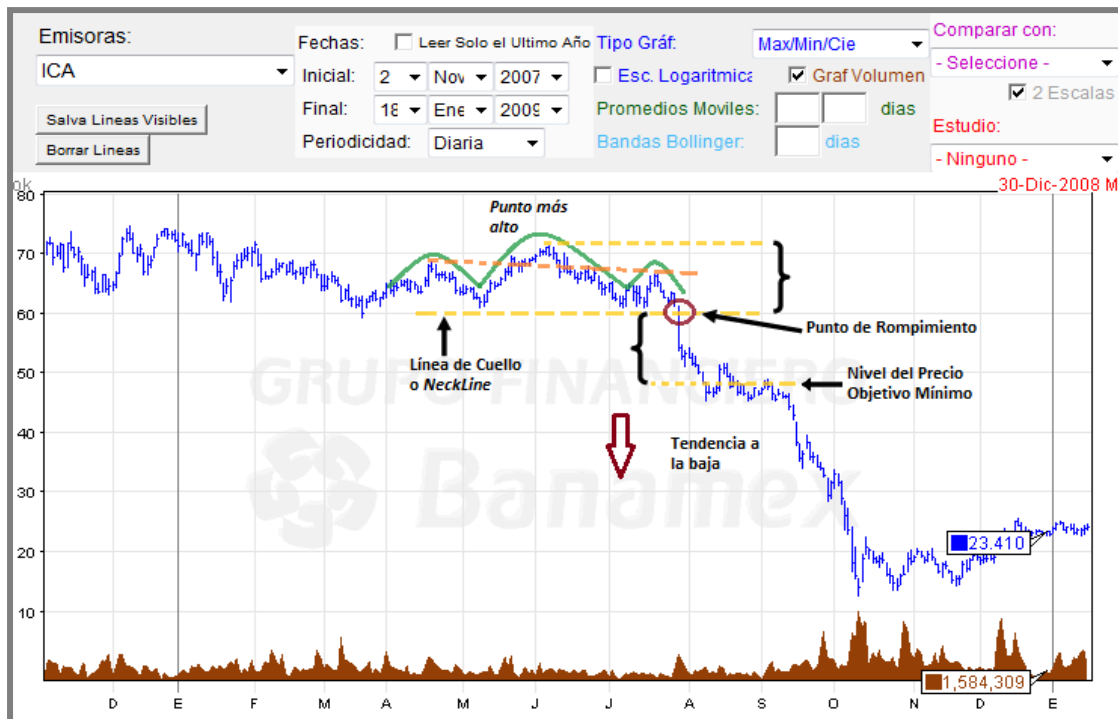 Emisoras:
ICA
Salva Lineas Visibles
Borrar Lineas
Fechas:
Leer Solo el Ultimo Año
Inicial:
2
Nov
2007
Final:
18
Ene
2009
Periodicidad:
Diaria
Tipo Gráf:
Max/Min/Cie
Esc. Logaritmica
Graf Volumen
Promedios Moviles:
dias
Bandas Bollinger:
dias
Comparar con:
- Seleccione -
2 Escalas
Estudio:
- Ninguno -
ok
30-Dic-2008 M
80
70
60
50
40
30
20
10
Punto más
alto
Punto de Rompimiento
Línea de Cuello
o NeckLine
Nivel del Precio
Objetivo Mínimo
Tendencia a
la baja
GRUPO FINANCIERO
Banamex
23.410
1,584,309
D E F M A M J J A S O N D E